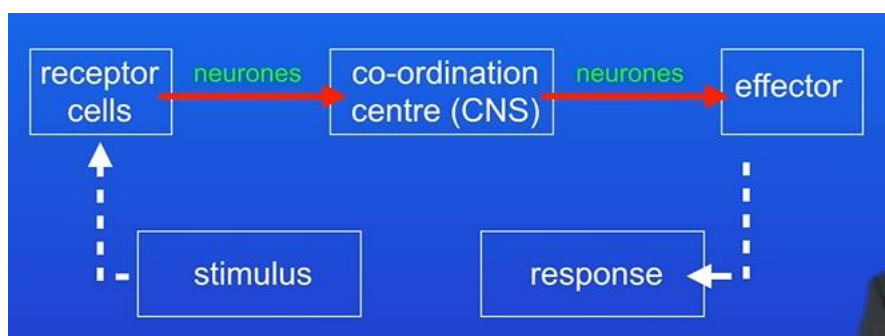 receptor
cells
neurones
co-ordination
centre (CNS)
neurones
effector
stimulus
response